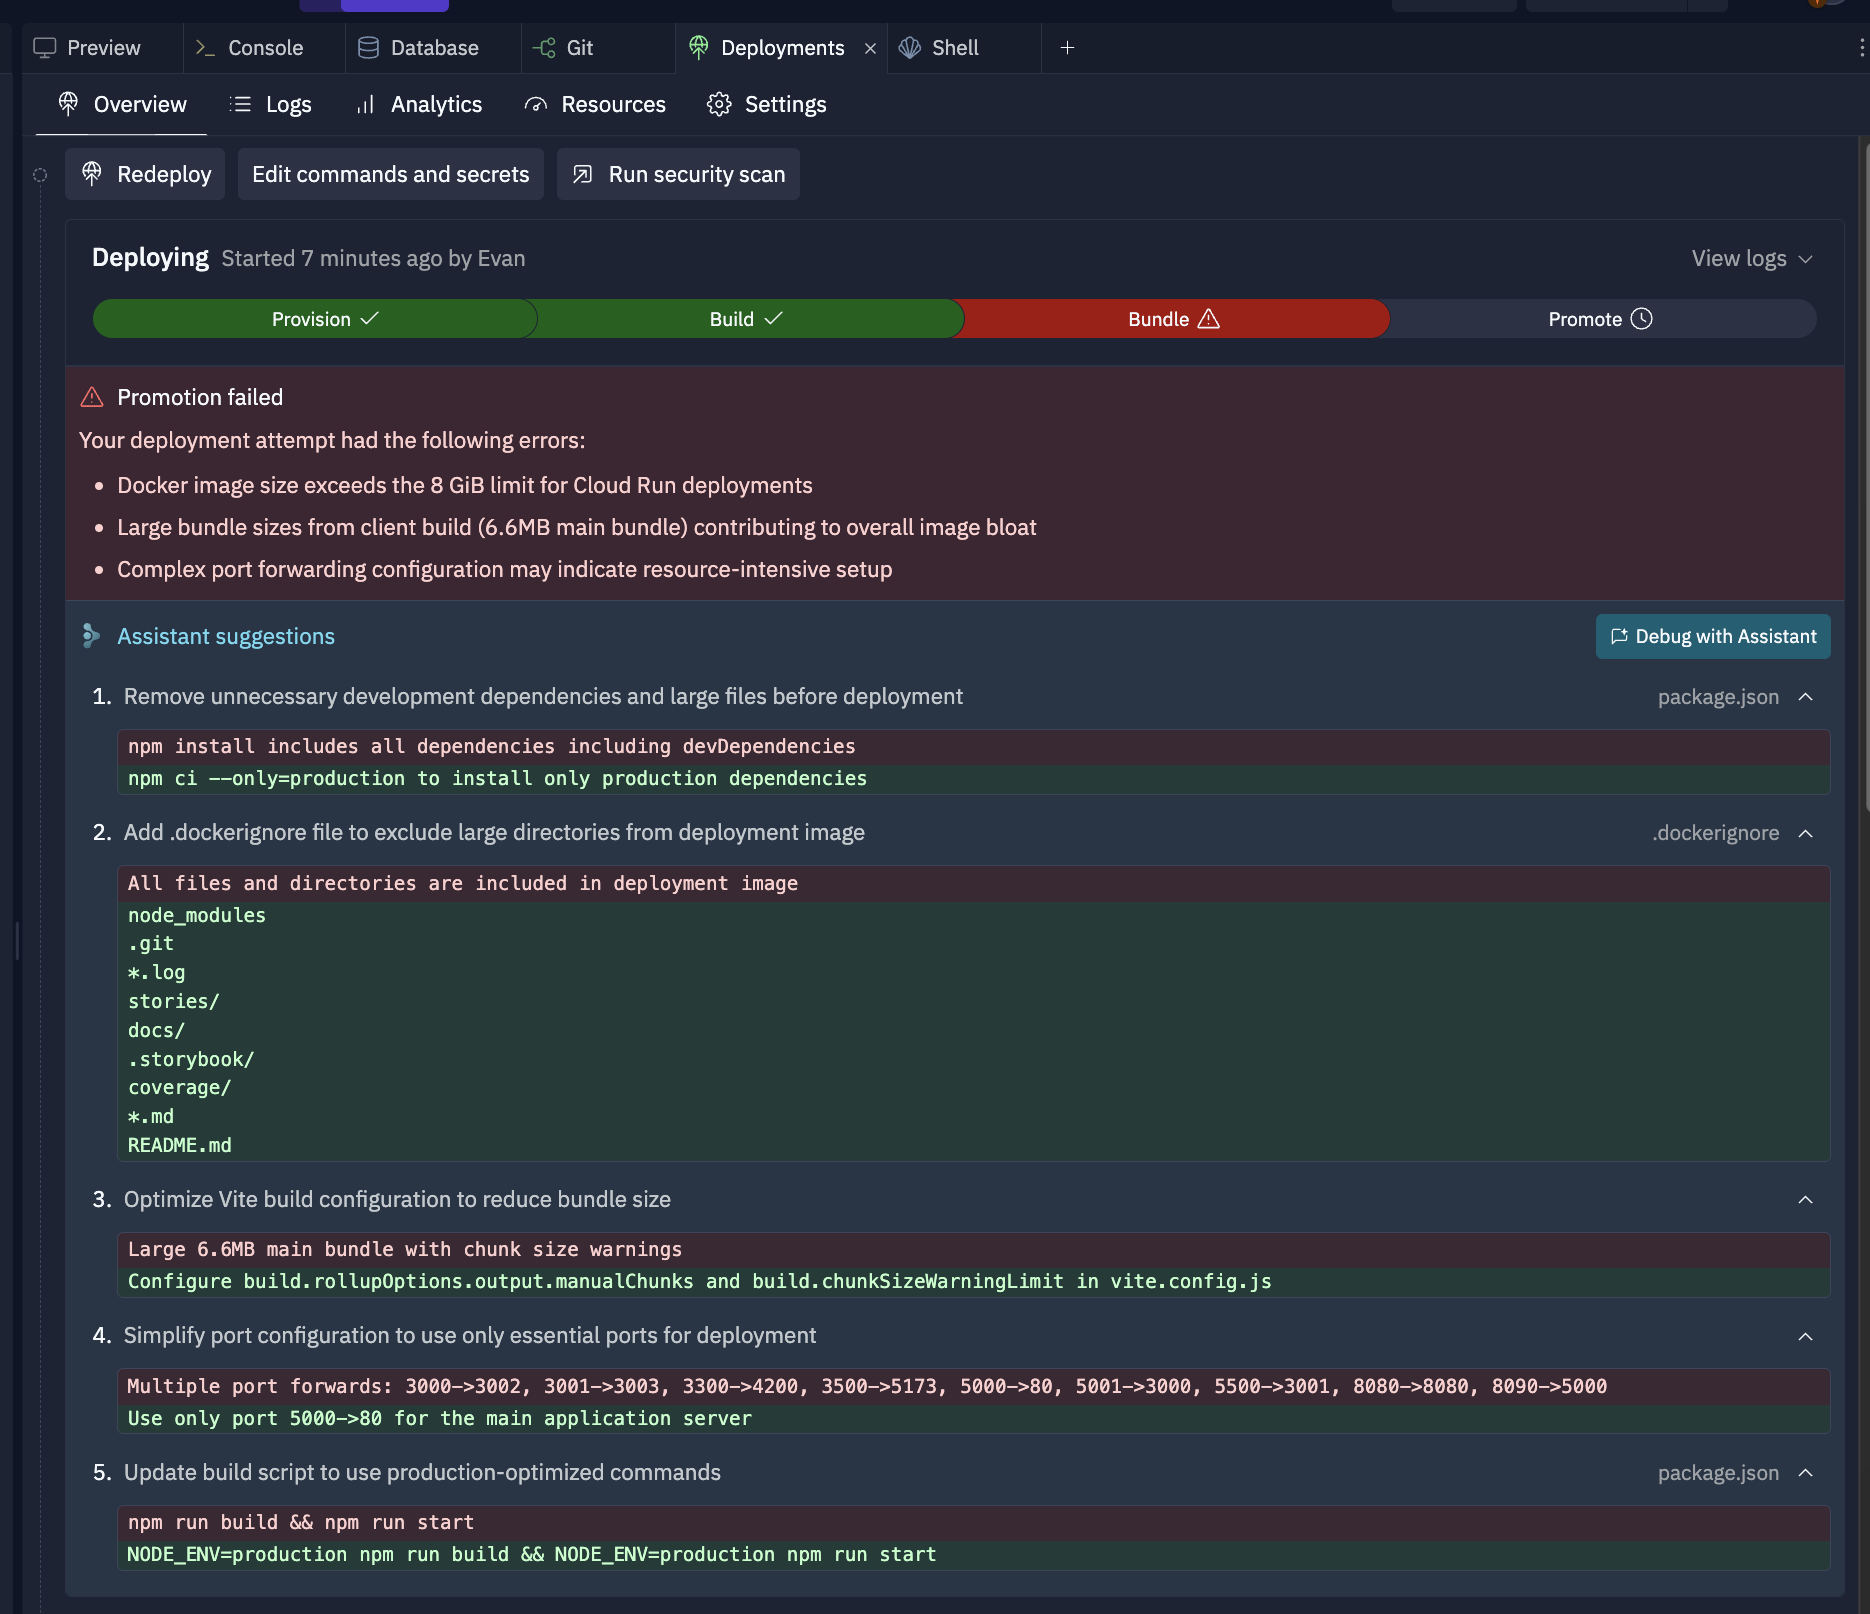 Preview
Console
Database
Git
Deployments
Shell
Overview
Logs
Analytics
Resources
Settings
Redeploy
Edit commands and secrets
Run security scan
Deploying Started 7 minutes ago by Evan
View logs
Provision
Build
Bundle
Promote
Promotion failed
Your deployment attempt had the following errors:
• Docker image size exceeds the 8 GiB limit for Cloud Run deployments
• Large bundle sizes from client build (6.6MB main bundle) contributing to overall image bloat
• Complex port forwarding configuration may indicate resource-intensive setup
Assistant suggestions
Debug with Assistant
1. Remove unnecessary development dependencies and large files before deployment
package.json
npm install includes all dependencies including devDependencies
npm ci --only=production to install only production dependencies
2. Add .dockerignore file to exclude large directories from deployment image
.dockerignore
All files and directories are included in deployment image
node_modules
.git
*.log
stories/
docs/
.storybook/
coverage/
*.md
README.md
3. Optimize Vite build configuration to reduce bundle size
Large 6.6MB main bundle with chunk size warnings
Configure build.rollupOptions.output.manualChunks and build.chunkSizeWarningLimit in vite.config.js
4. Simplify port configuration to use only essential ports for deployment
Multiple port forwards: 3000->3002, 3001->3003, 3300->4200, 3500->5173, 5000->80, 5001->3000, 5500->3001, 8080->8080, 8090->5000
Use only port 5000->80 for the main application server
5. Update build script to use production-optimized commands
package.json
npm run build && npm run start
NODE_ENV=production npm run build && NODE_ENV=production npm run start